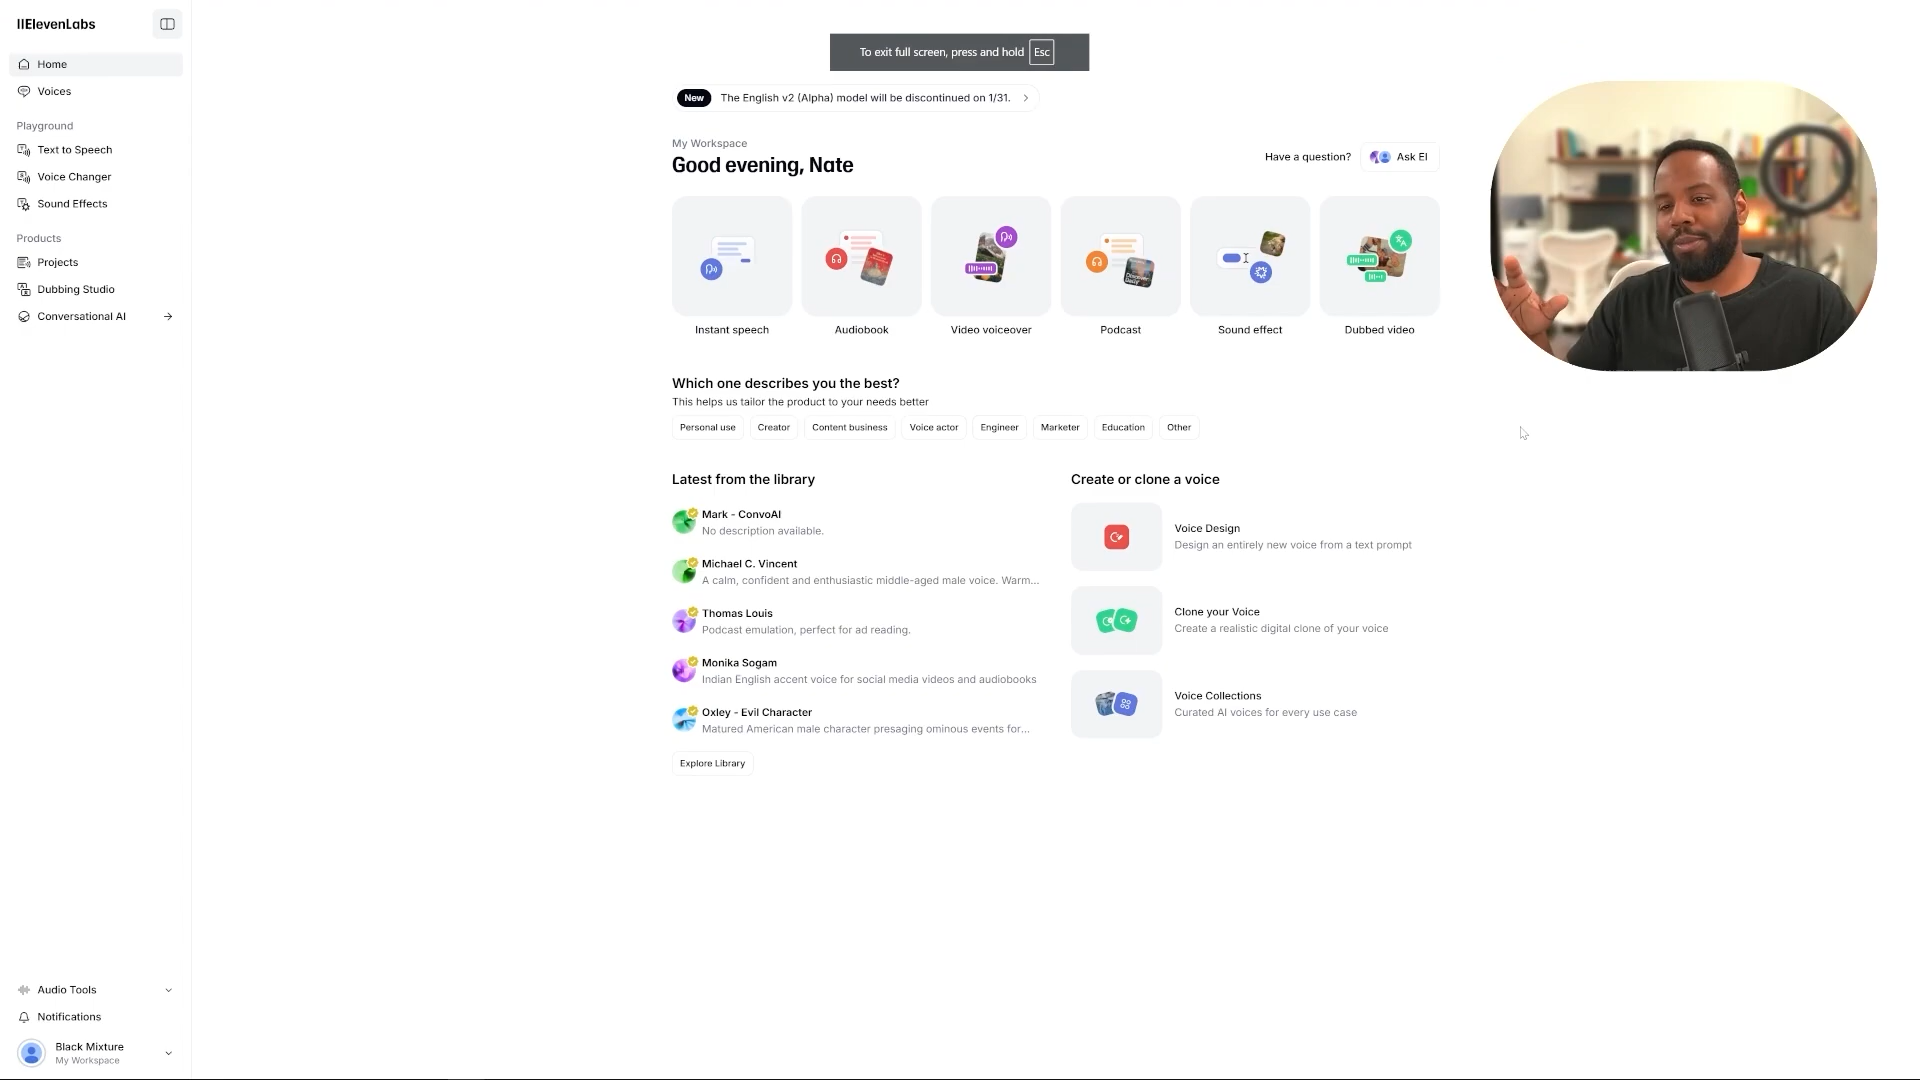 IIElevenLabs
Home
Voices
Playground
Text to Speech
Voice Changer
Sound Effects
Products
Projects
Dubbing Studio
Conversational AI
Audio Tools
Notifications
Black Mixture
My Workspace
To exit full screen, press and hold Esc
New The English v2 (Alpha) model will be discontinued on 1/31.
My Workspace
Good evening, Nate
Have a question? Ask El
Instant speech
Audiobook
Video voiceover
Podcast
Sound effect
Dubbed video
Which one describes you the best?
This helps us tailor the product to your needs better
Personal use Creator Content business Voice actor Engineer Marketer Education Other
Latest from the library
Mark - ConvoAI
No description available.
Michael C. Vincent
A calm, confident and enthusiastic middle-aged male voice. Warm...
Thomas Louis
Podcast emulation, perfect for ad reading.
Monika Sogam
Indian English accent voice for social media videos and audiobooks
Oxley - Evil Character
Matured American male character presaging ominous events for...
Explore Library
Create or clone a voice
Voice Design
Design an entirely new voice from a text prompt
Clone your Voice
Create a realistic digital clone of your voice
Voice Collections
Curated AI voices for every use case